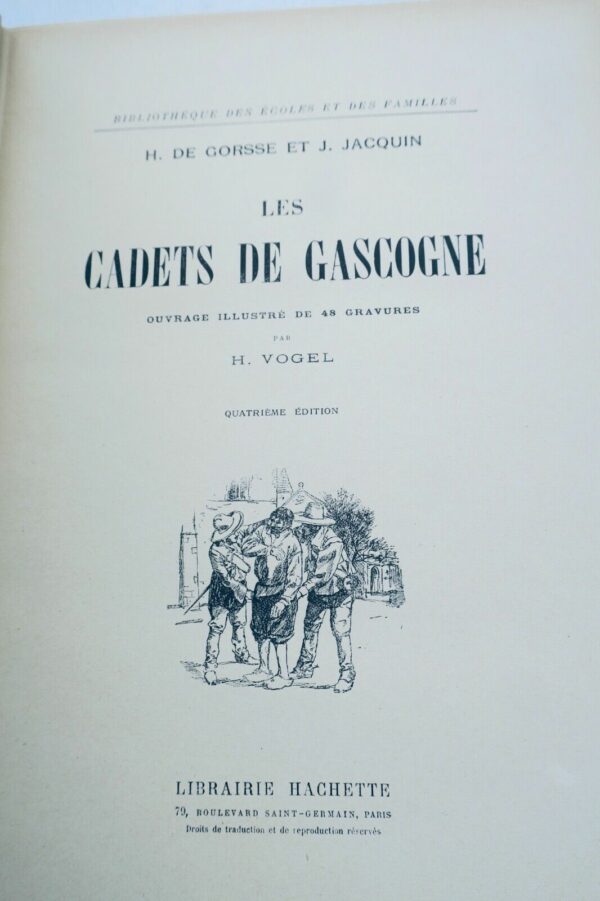 BIBLIOTHÈQUE DES ÉCOLES ET DES FAMILLES
H. DE GORSSE ET J. JACQUIN
LES
CADETS DE GASCOGNE
OUVRAGE ILLUSTRÉ DE 48 GRAVURES
PAR
H. VOGEL
QUATRIÈME ÉDITION
LIBRAIRIE HACHETTE
79, BOULEVARD SAINT-GERMAIN, PARIS
Droits de traduction et de reproduction réservés